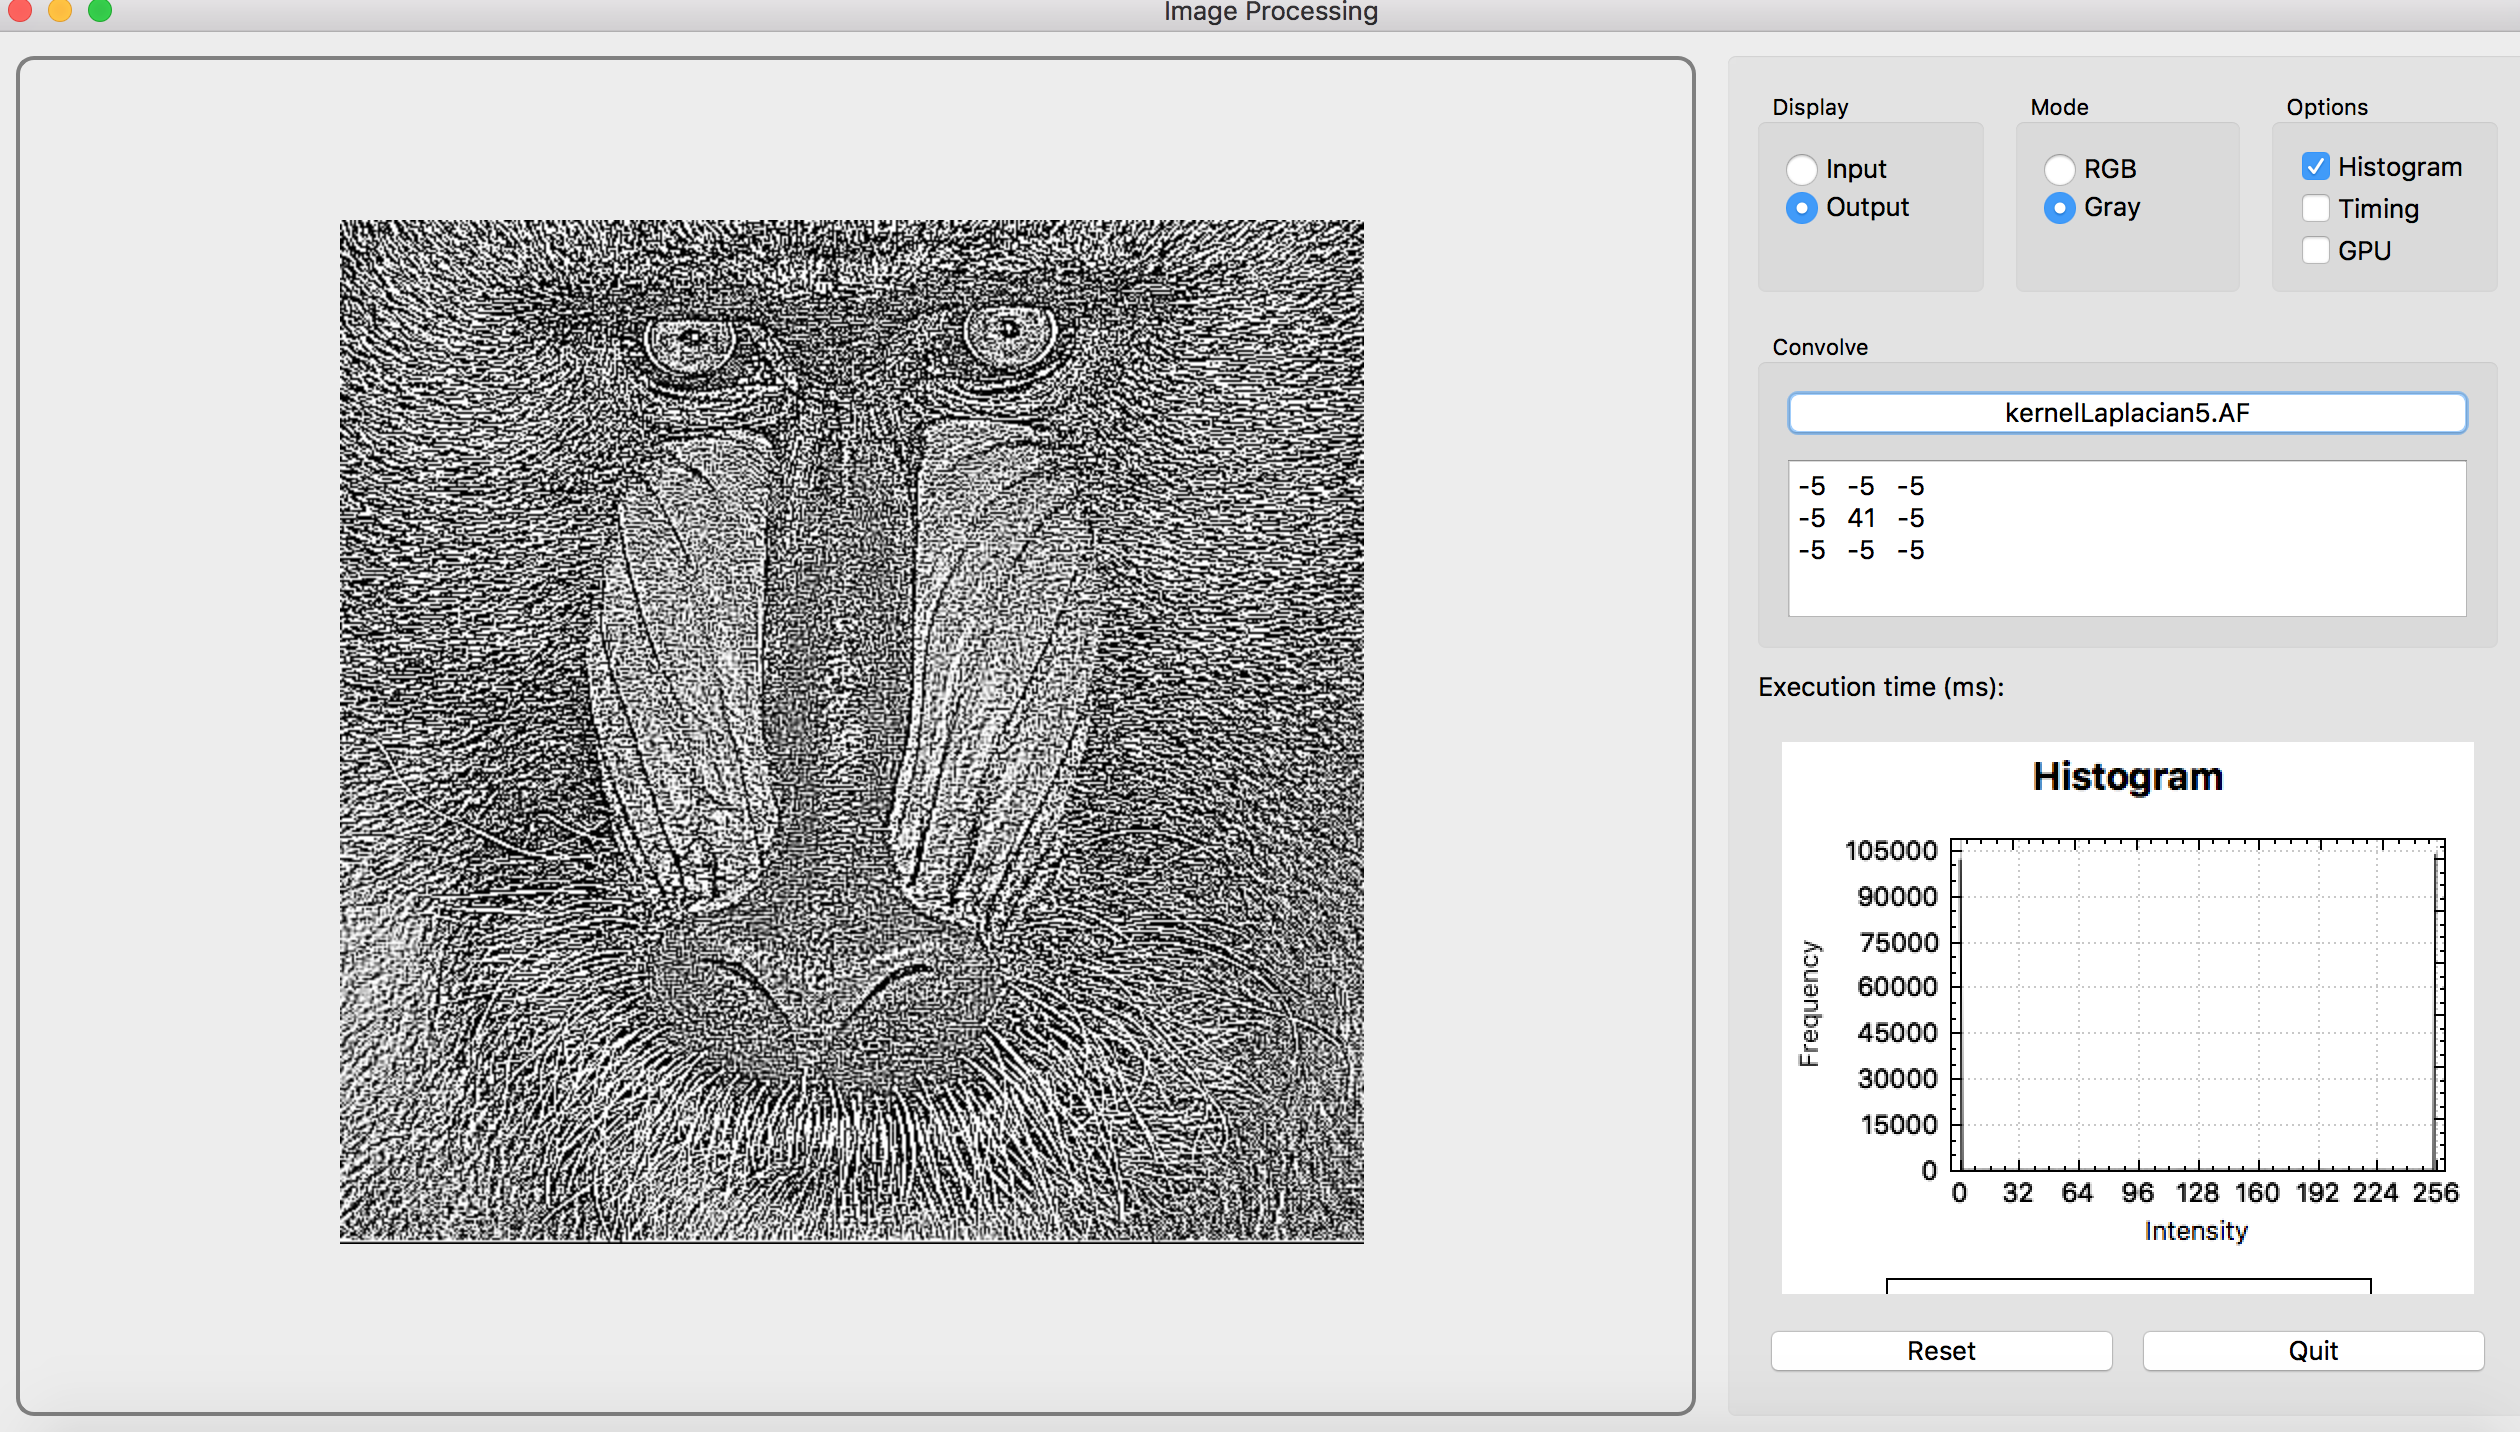 Image Processing
Display
Input
Output
Mode
RGB
Gray
Options
Histogram
Timing
GPU
Convolve
kernelLaplacian5.AF
-5 -5 -5
-5 41 -5
-5 -5 -5
Execution time (ms):
Histogram
Frequency
105000
90000
75000
60000
45000
30000
15000
0
0 32 64 96 128 160 192 224 256
Intensity
Reset
Quit